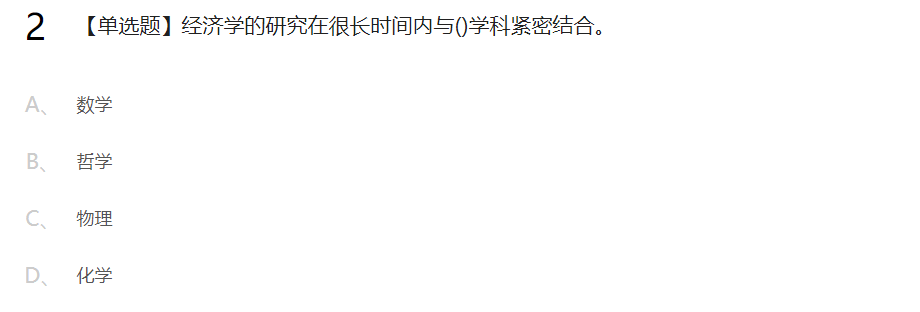 2 【单选题】经济学的研究在很长时间内与()学科紧密结合。
A、 数学
B、 哲学
C、 物理
D、 化学